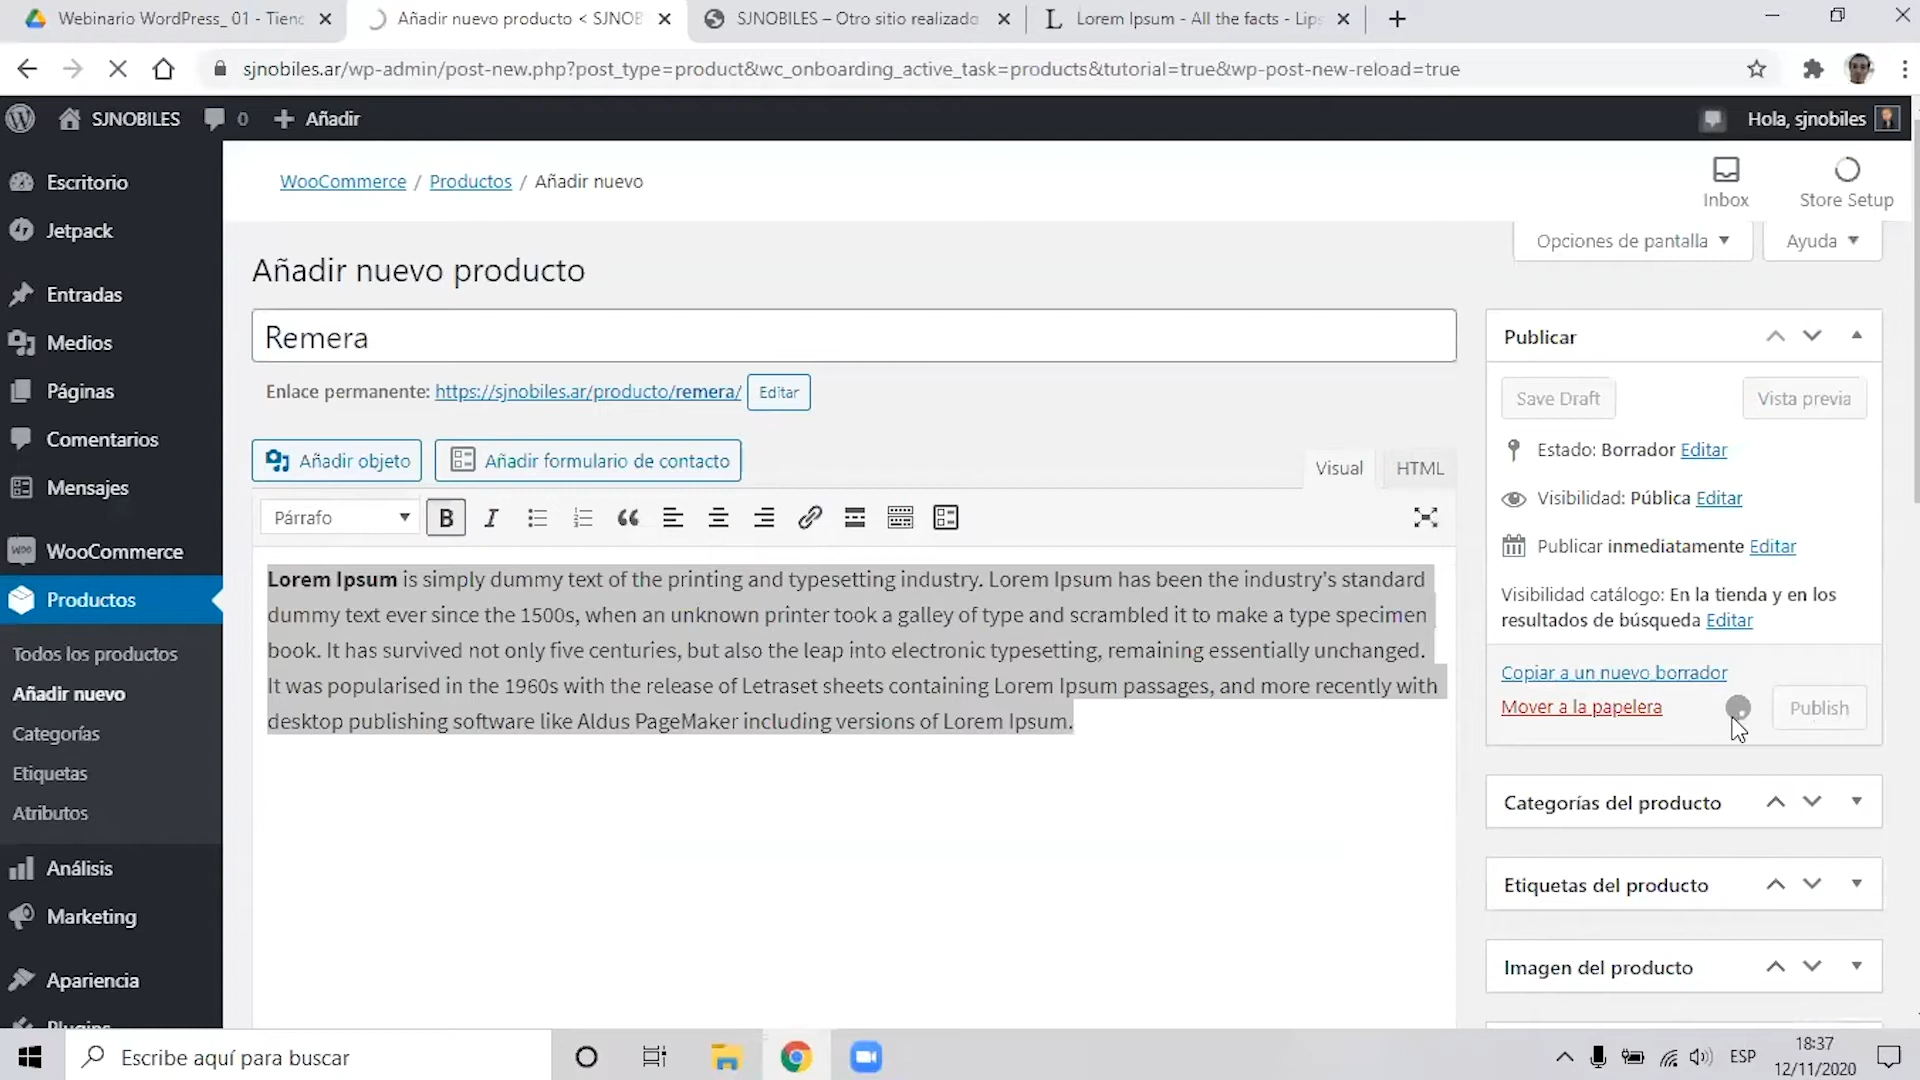 Webinario WordPress_ 01 - Tiend
Añadir nuevo producto < SJNOB
SJNOBILES – Otro sitio realizado
Lorem Ipsum - All the facts - Lips
sjnobiles.ar/wp-admin/post-new.php?post_type=product&wc_onboarding_active_task=products&tutorial=true&wp-post-new-reload=true
SJNOBILES
0
Añadir
Hola, sjnobiles
Escritorio
Jetpack
Entradas
Medios
Páginas
Comentarios
Mensajes
WooCommerce
Productos
Todos los productos
Añadir nuevo
Categorías
Etiquetas
Atributos
Análisis
Marketing
Apariencia
Plugins
WooCommerce / Productos / Añadir nuevo
Inbox
Store Setup
Opciones de pantalla
Ayuda
Añadir nuevo producto
Remera
Enlace permanente: https://sjnobiles.ar/producto/remera/ Editar
Añadir objeto
Añadir formulario de contacto
Visual
HTML
Párrafo
B I
Lorem Ipsum is simply dummy text of the printing and typesetting industry. Lorem Ipsum has been the industry's standard
dummy text ever since the 1500s, when an unknown printer took a galley of type and scrambled it to make a type specimen
book. It has survived not only five centuries, but also the leap into electronic typesetting, remaining essentially unchanged.
It was popularised in the 1960s with the release of Letraset sheets containing Lorem Ipsum passages, and more recently with
desktop publishing software like Aldus PageMaker including versions of Lorem Ipsum.
Publicar
Save Draft
Vista previa
Estado: Borrador Editar
Visibilidad: Pública Editar
Publicar inmediatamente Editar
Visibilidad catálogo: En la tienda y en los
resultados de búsqueda Editar
Copiar a un nuevo borrador
Mover a la papelera
Publish
Categorías del producto
Etiquetas del producto
Imagen del producto
Escribe aquí para buscar
ESP
18:37
12/11/2020